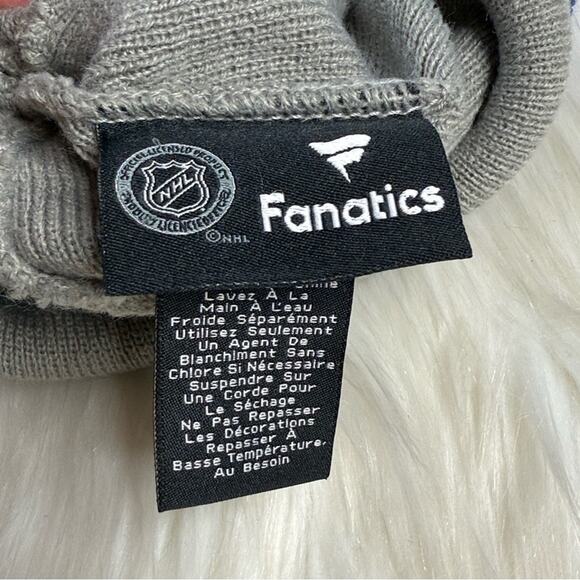 OFFICIAL LICENSED PRODUCT
NHL
PRODUIT LICENCIÉ OFFICIEL
©NHL
Fanatics
Lavez À La
Main À L'eau
Froide Séparément
Utilisez Seulement
Un Agent De
Blanchiment Sans
Chlore Si Nécessaire
Suspendre Sur
Une Corde Pour
Le Séchage
Ne Pas Repasser
Les Décorations
Repasser À
Basse Température,
Au Besoin